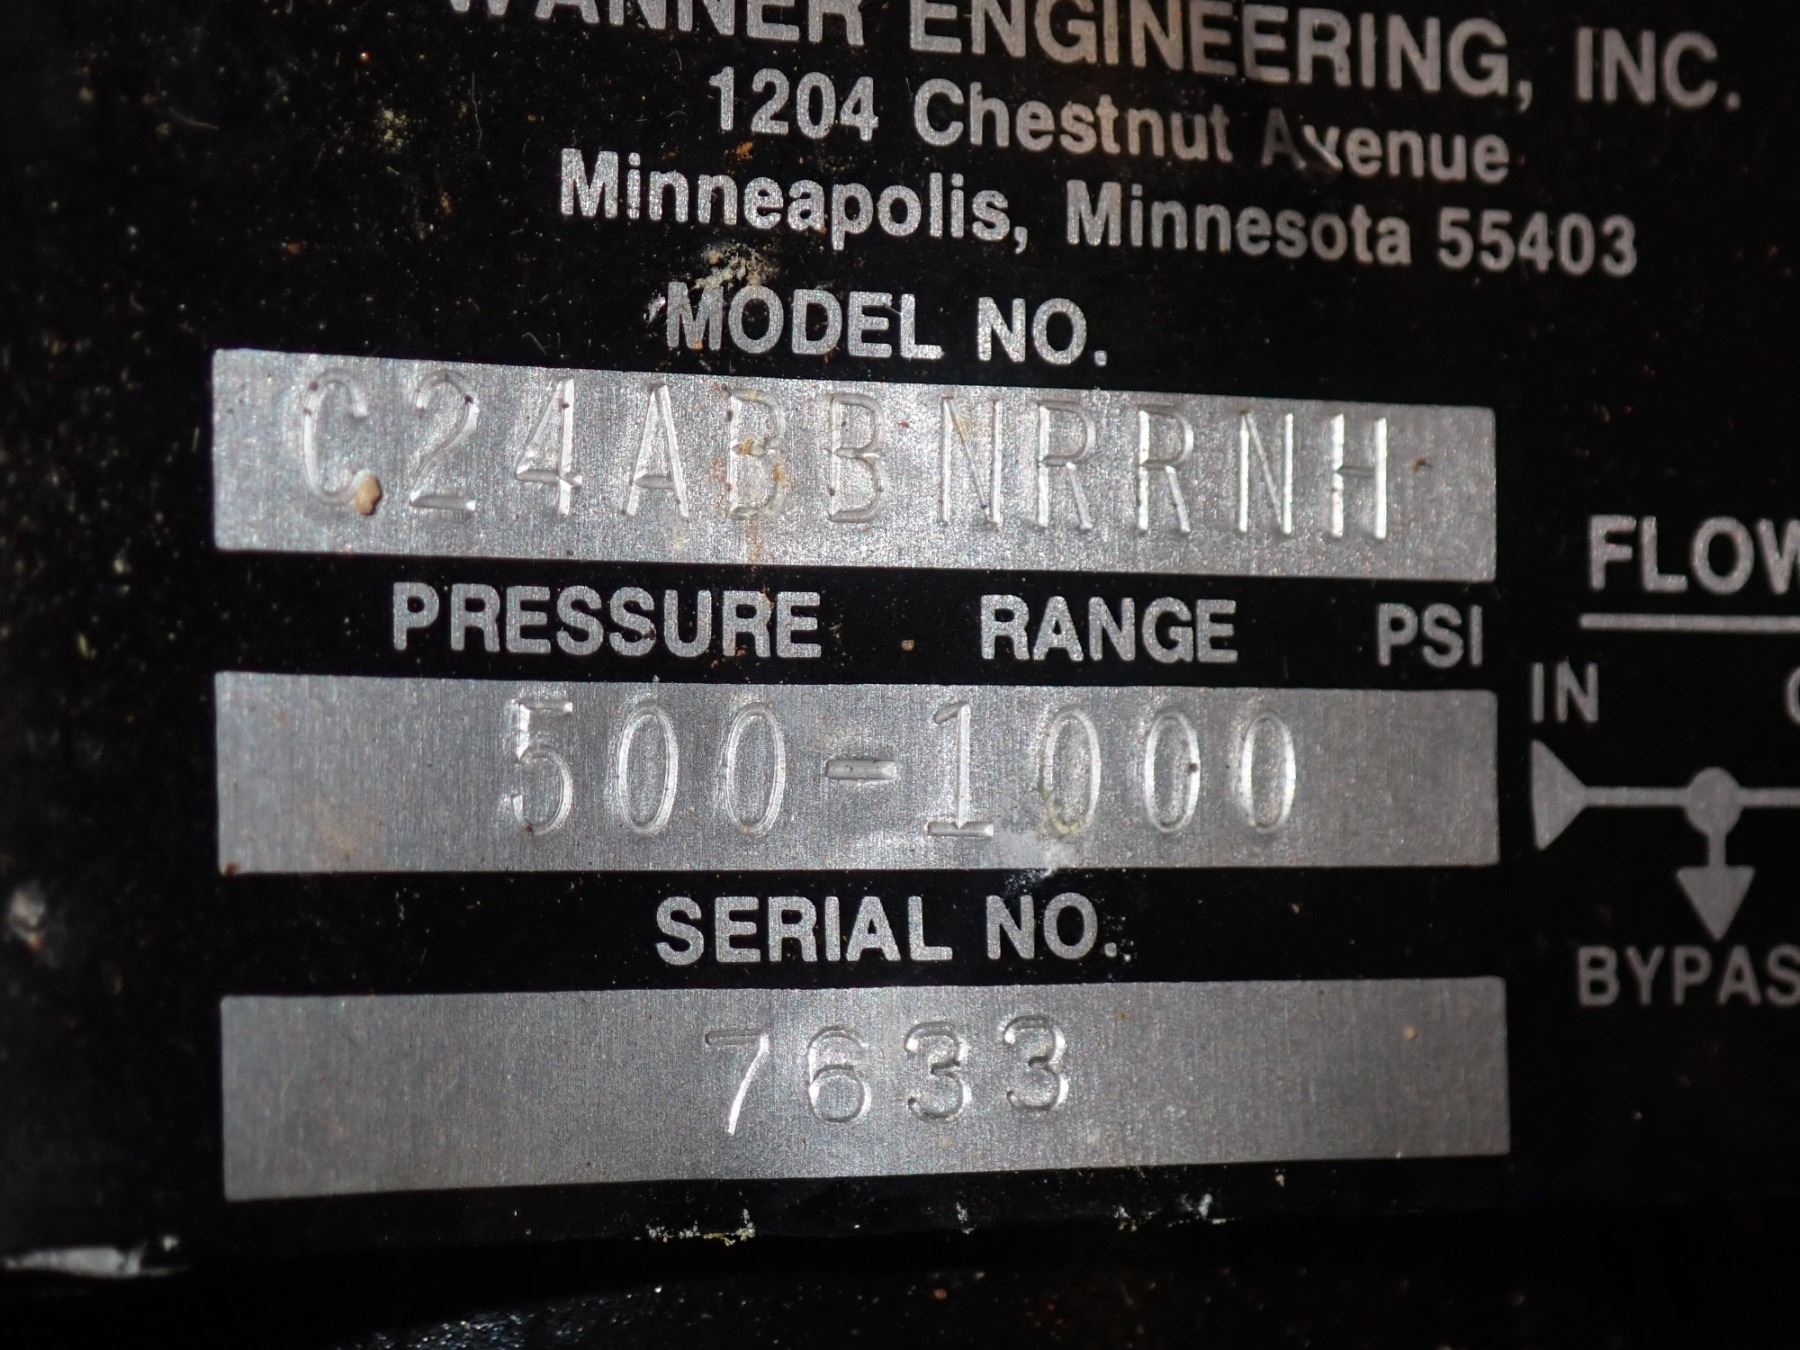 WANNER ENGINEERING, INC.
1204 Chestnut Avenue
Minneapolis, Minnesota 55403
MODEL NO.
C24ABBNRRNH
PRESSURE RANGE PSI
500-1000
SERIAL NO.
7633
FLOW
IN
BYPAS